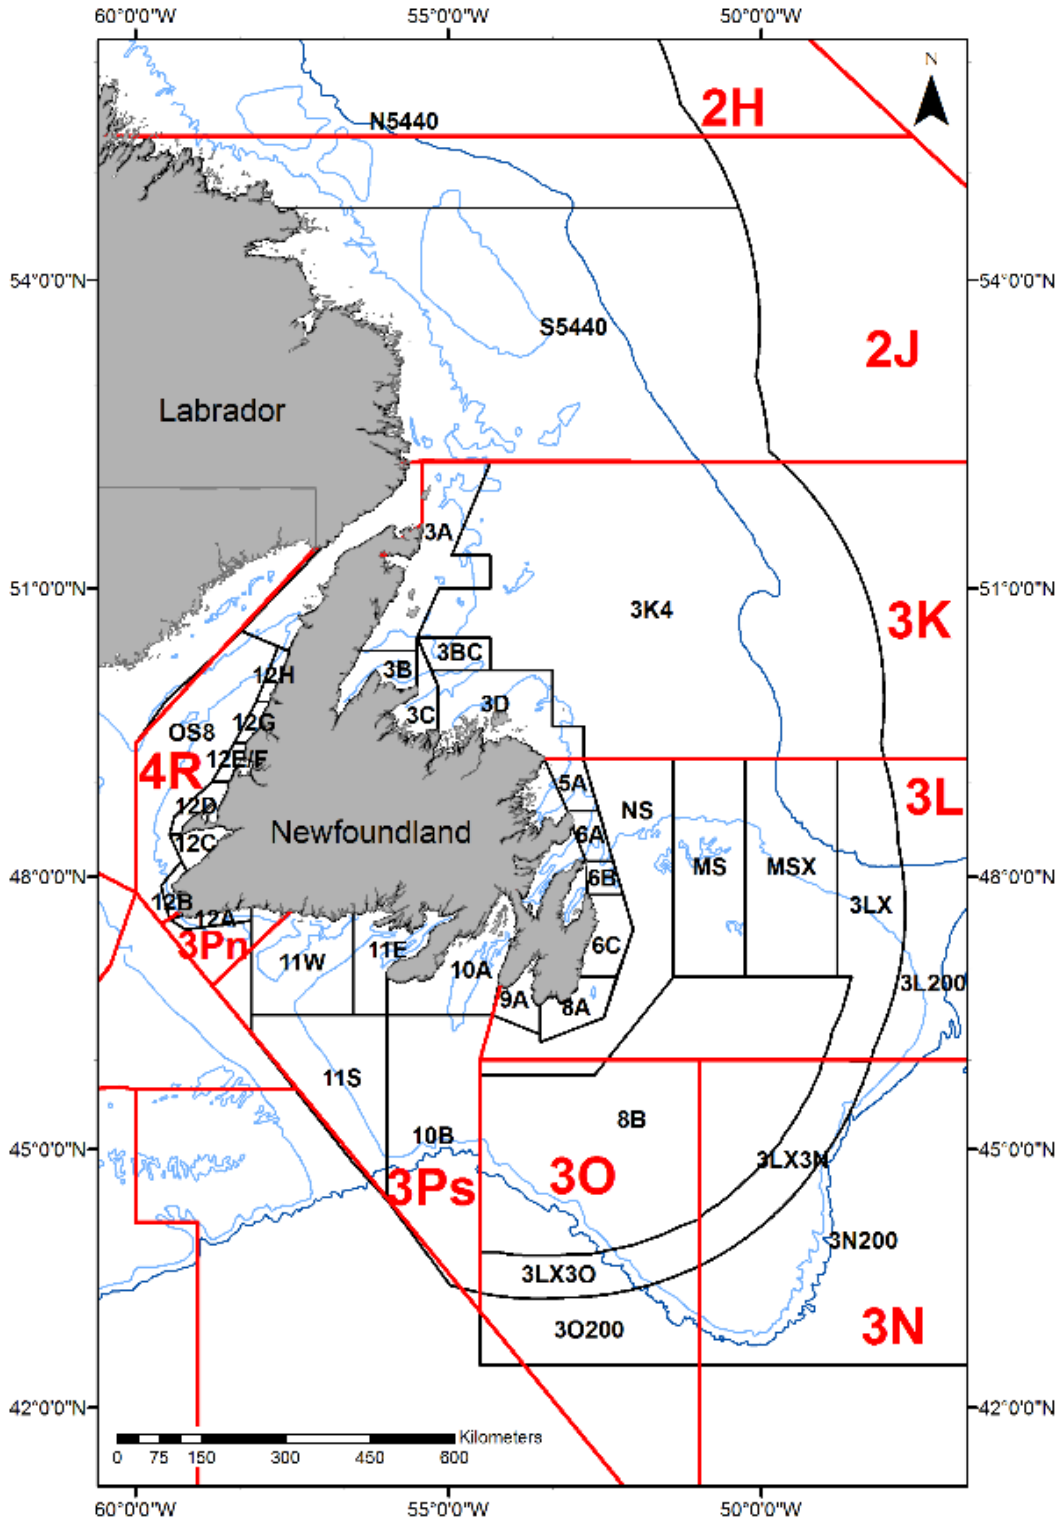 60°0'0"W 55°0'0"W 50°0'0"W
N
2H
N5440
54°0'0"N 54°0'0"N
S5440
2J
Labrador
3A
51°0'0"N 51°0'0"N
3K4
3K
3BC
3B
12H
3D
3C
OS8
12G
12E/F
4R
5A
3L
12D
NS
Newfoundland
6A
12C
MS
MSX
48°0'0"N 48°0'0"N
6B
12B
3LX
12A
3Pn
11E
6C
11W
10A
3L200
9A
8A
11S
8B
10B
45°0'0"N 45°0'0"N
3LX3N
3O
3Ps
3N200
3LX3O
3O200
3N
42°0'0"N 42°0'0"N
Kilometers
0 75 150 300 450 600
60°0'0"W 55°0'0"W 50°0'0"W